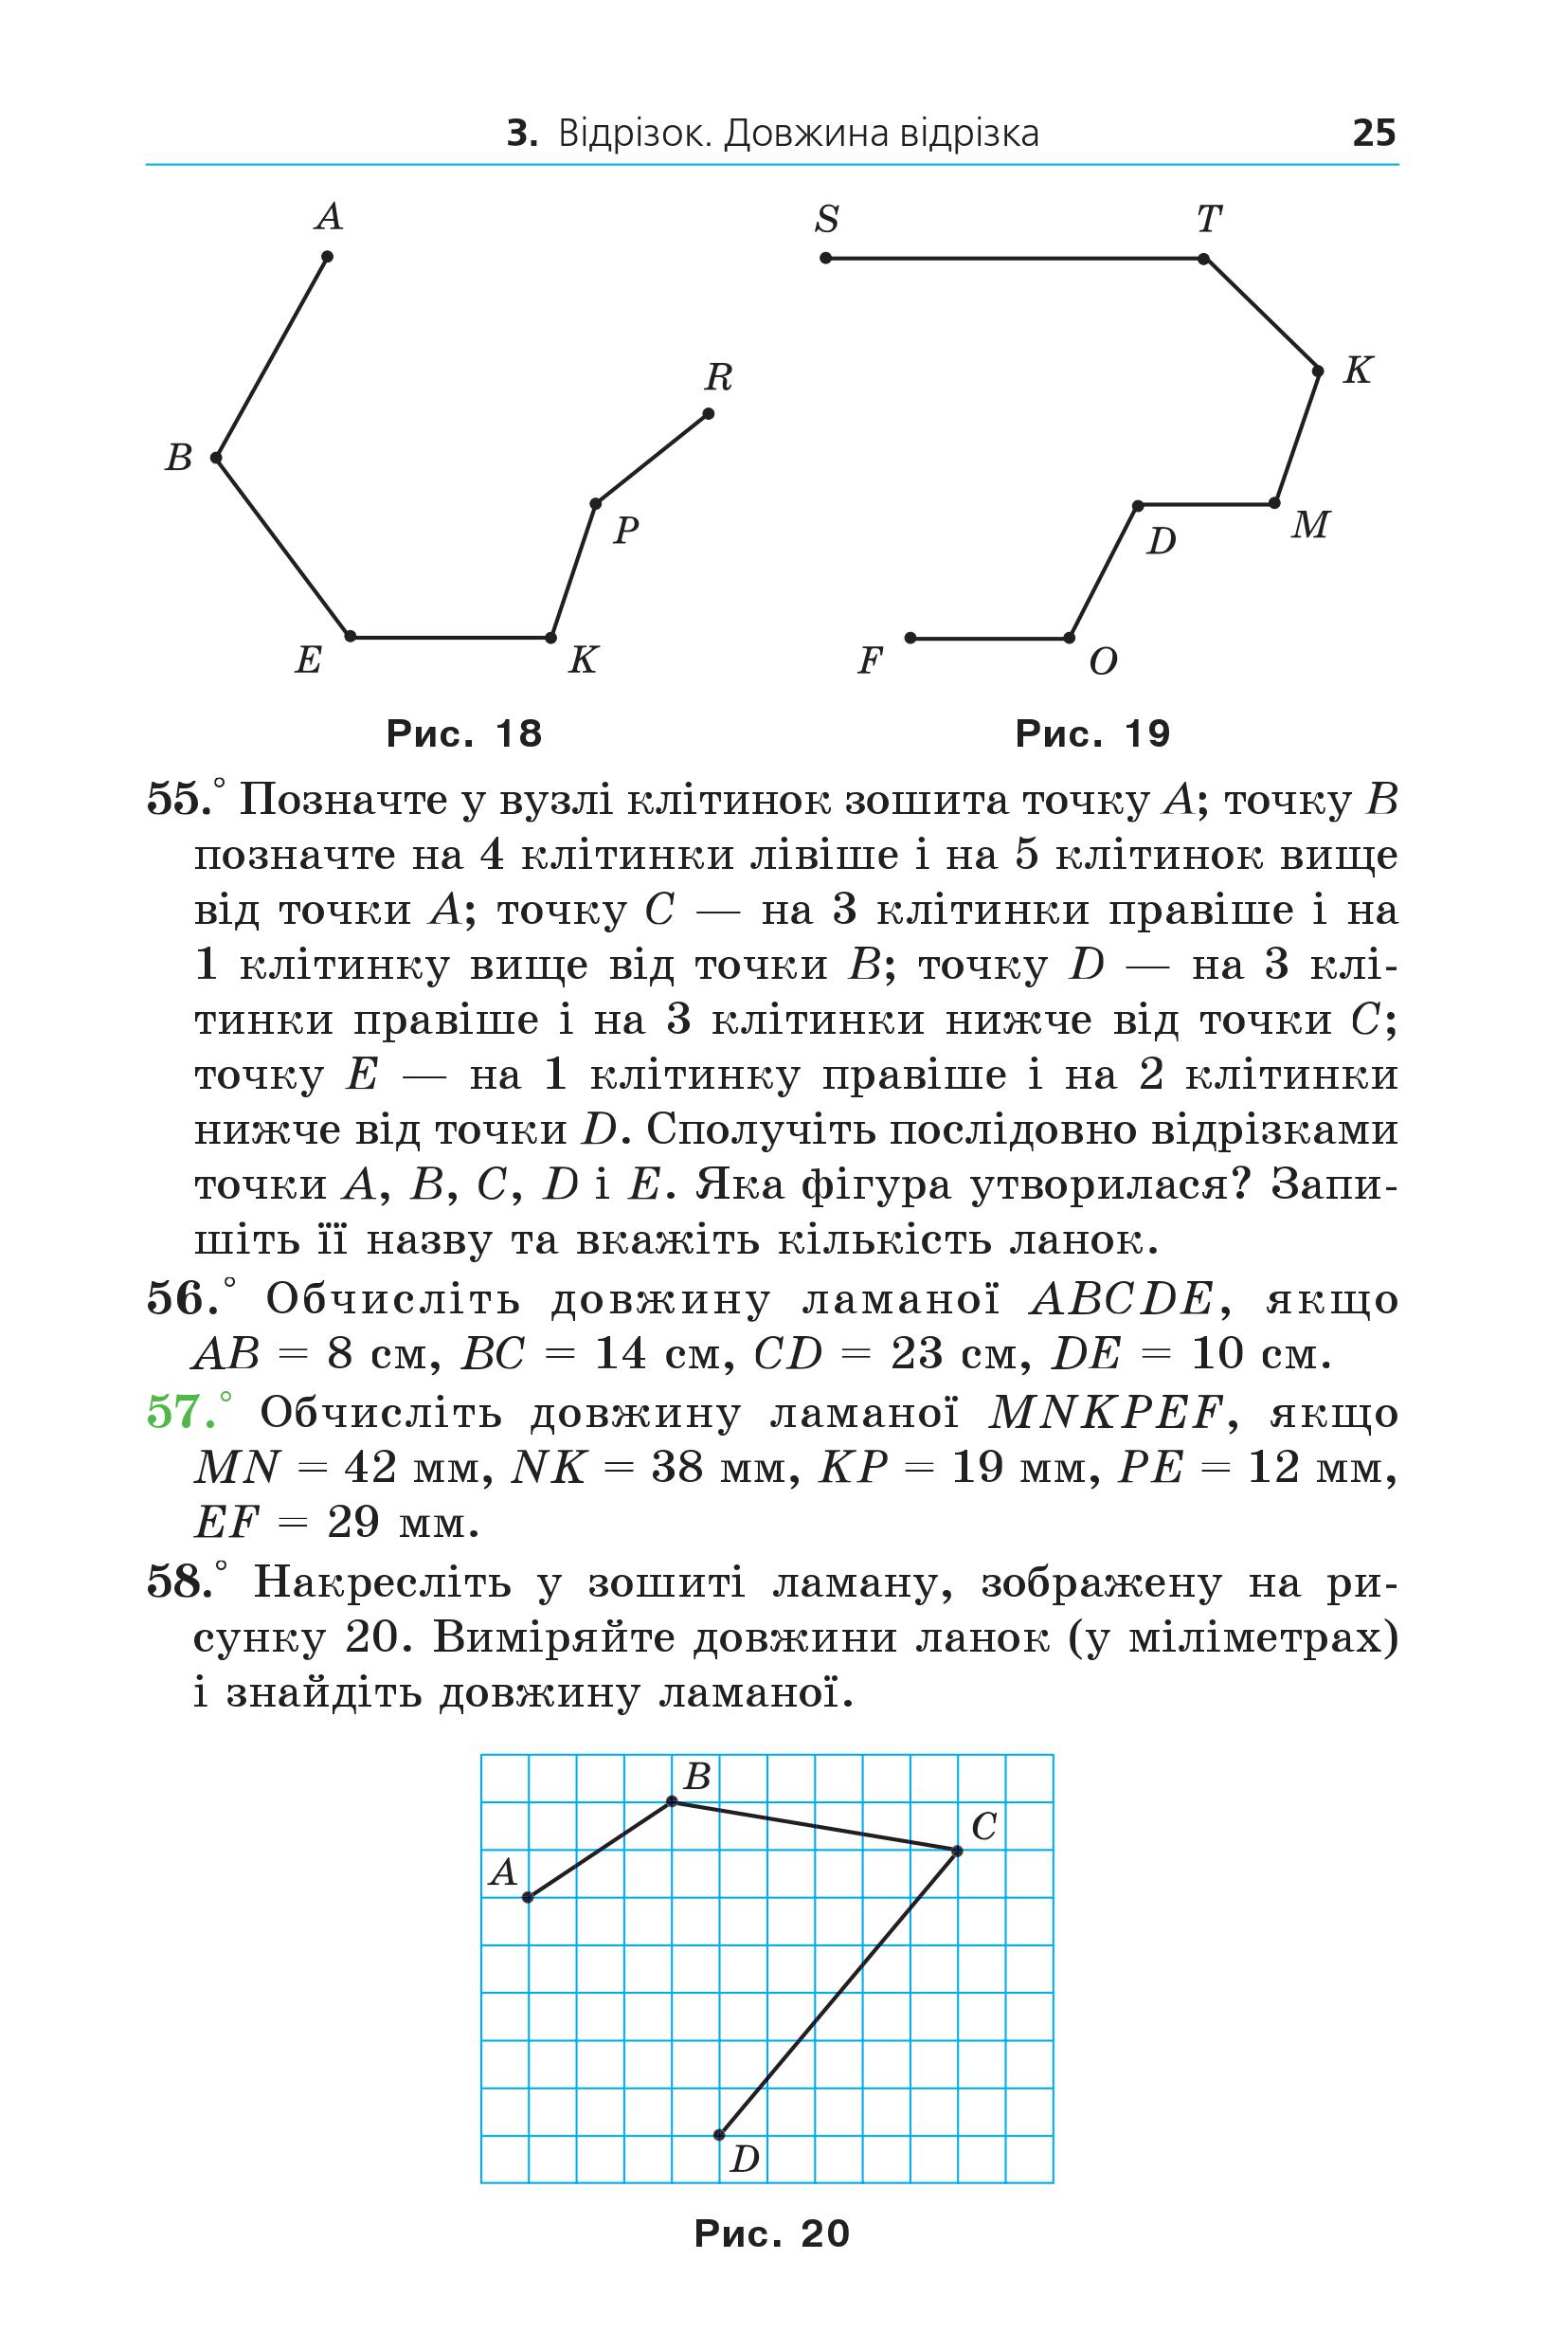 3. Відрізок. Довжина відрізка 25
A
B
E
K
P
R
Рис. 18
S
T
K
M
D
O
F
Рис. 19
55.° Позначте у вузлі клітинок зошита точку A; точку B
позначте на 4 клітинки лівіше і на 5 клітинок вище
від точки A; точку C — на 3 клітинки правіше і на
1 клітинку вище від точки B; точку D — на 3 клі-
тинки правіше і на 3 клітинки нижче від точки C;
точку E — на 1 клітинку правіше і на 2 клітинки
нижче від точки D. Сполучіть послідовно відрізками
точки A, B, C, D і E. Яка фігура утворилася? Запи-
шіть її назву та вкажіть кількість ланок.
56.° Обчисліть довжину ламаної ABCDE, якщо
AB = 8 см, BC = 14 см, CD = 23 см, DE = 10 см.
57.° Обчисліть довжину ламаної MNKPEF, якщо
MN = 42 мм, NK = 38 мм, KP = 19 мм, PE = 12 мм,
EF = 29 мм.
58.° Накресліть у зошиті ламану, зображену на ри-
сунку 20. Виміряйте довжини ланок (у міліметрах)
і знайдіть довжину ламаної.
B
C
A
D
Рис. 20